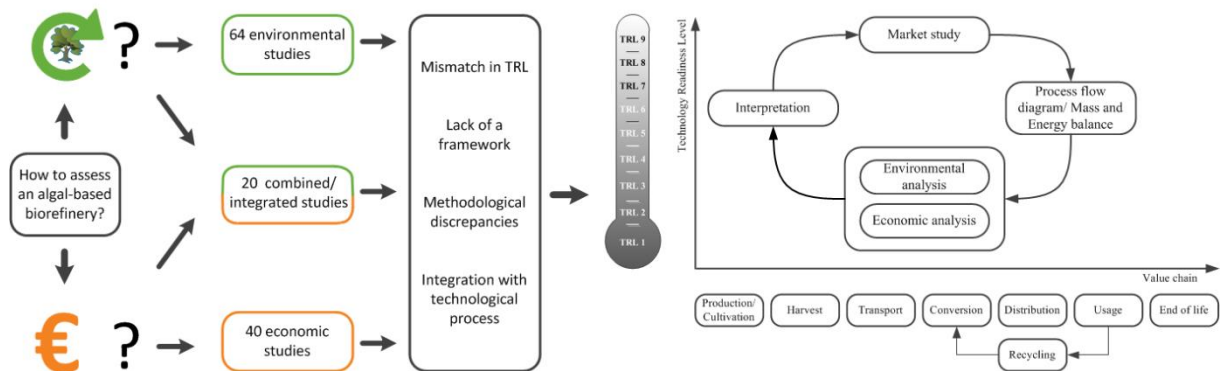 ?
64 environmental
studies
How to assess
an algal-based
biorefinery?
20 combined/
integrated studies
€
?
40 economic
studies
Mismatch in TRL
Lack of a
framework
Methodological
discrepancies
Integration with
technological
process
TRL 9
TRL 8
TRL 7
TRL 6
TRL 5
TRL 4
TRL 3
TRL 2
TRL 1
Technology Readiness Level
Market study
Process flow
diagram/ Mass and
Energy balance
Interpretation
Environmental
analysis
Economic analysis
Value chain
Production/
Cultivation
Harvest
Transport
Conversion
Distribution
Usage
End of life
Recycling